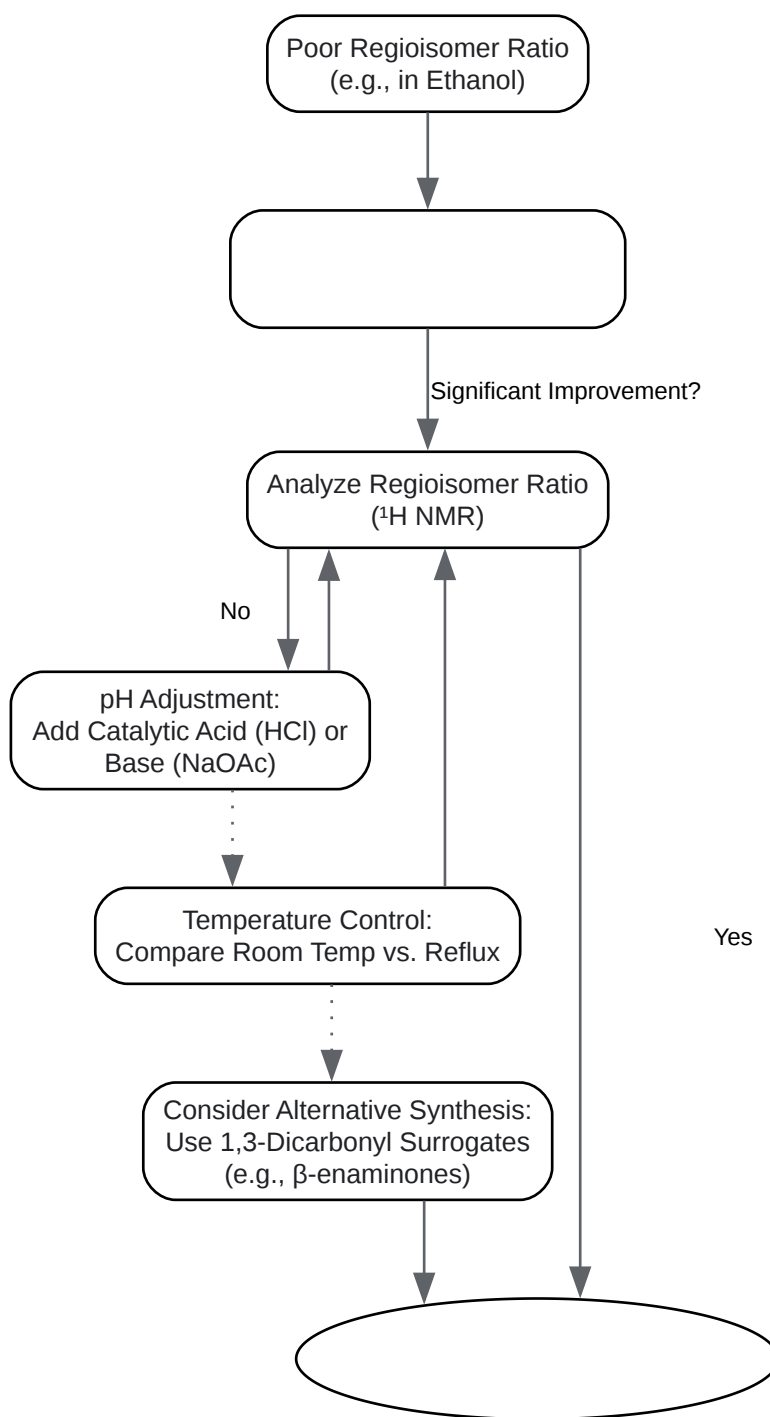 Poor Regioisomer Ratio
(e.g., in Ethanol)
Significant Improvement?
Analyze Regioisomer Ratio
(¹H NMR)
No
pH Adjustment:
Add Catalytic Acid (HCl) or
Base (NaOAc)
Temperature Control:
Compare Room Temp vs. Reflux
Yes
Consider Alternative Synthesis:
Use 1,3-Dicarbonyl Surrogates
(e.g., β-enaminones)